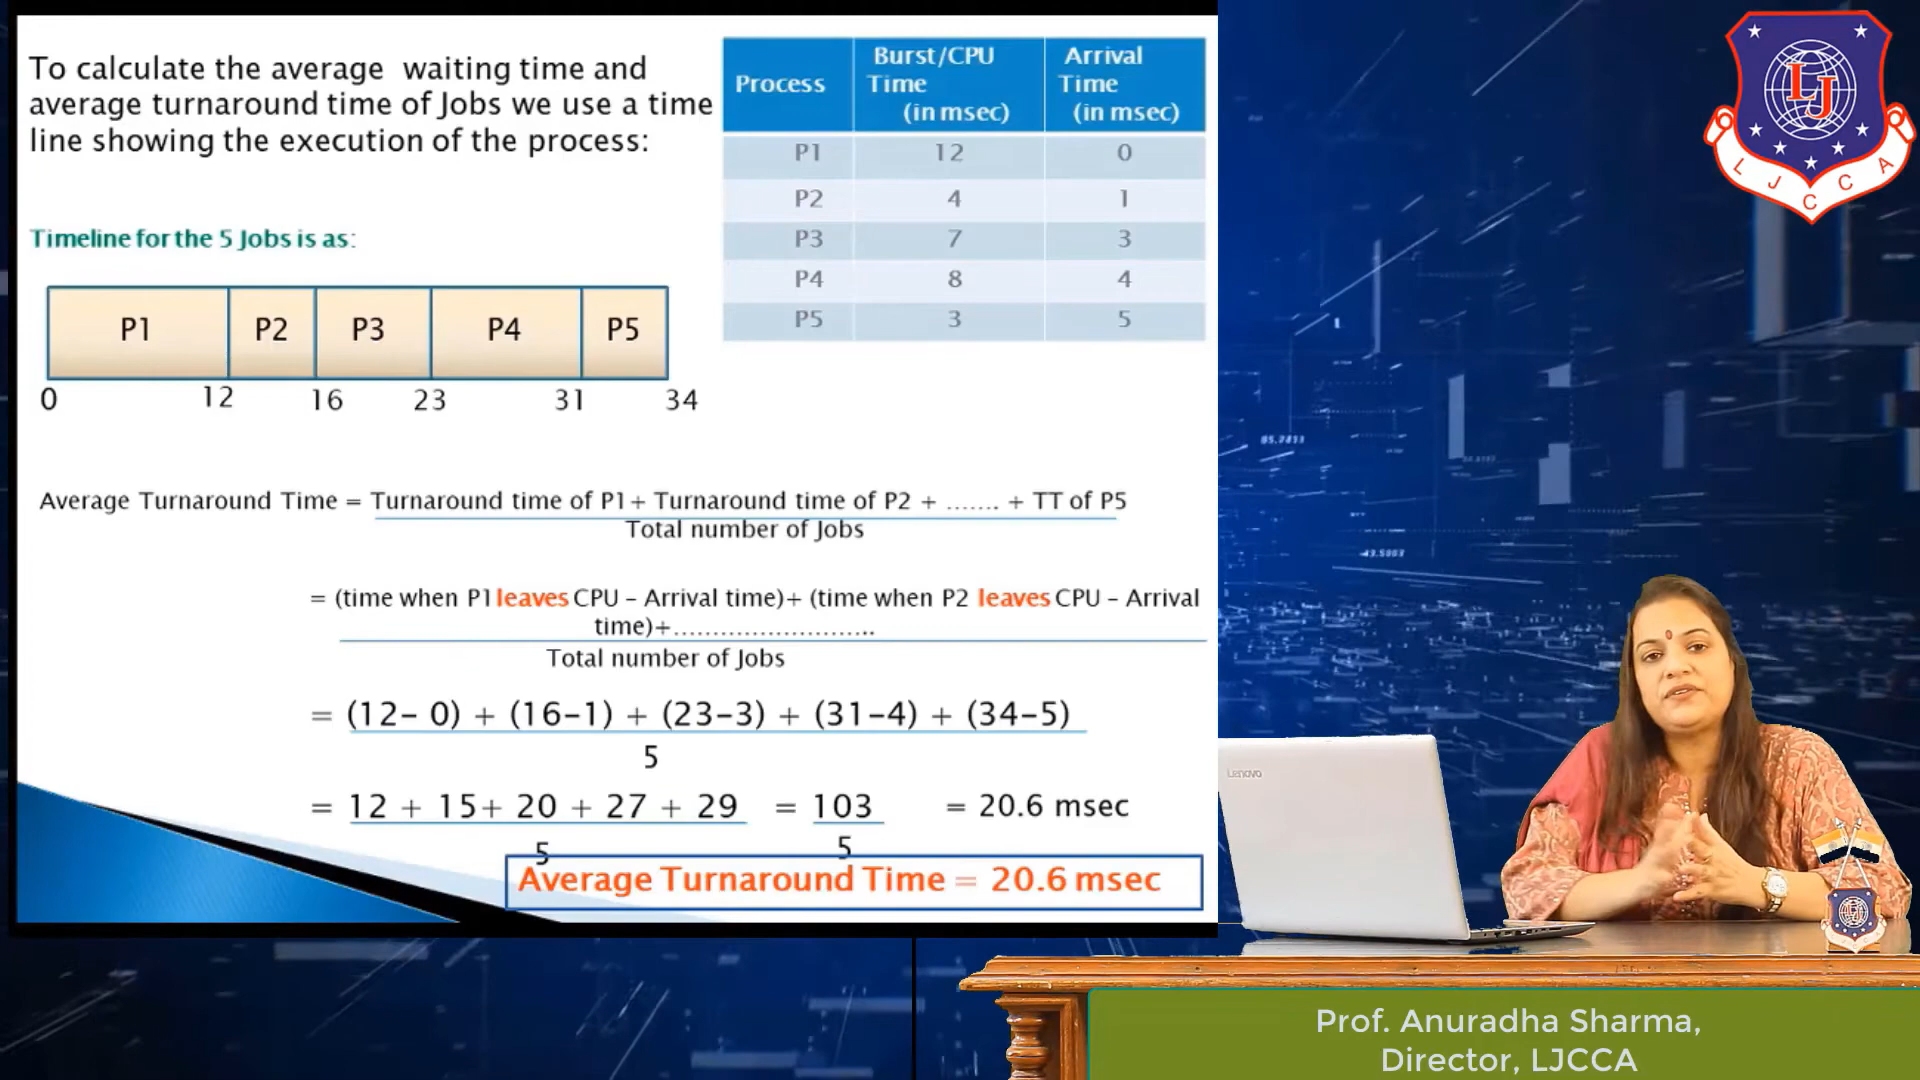 To calculate the average waiting time and
average turnaround time of Jobs we use a time
line showing the execution of the process:
Process Burst/CPU Time (in msec) Arrival Time (in msec)
P1 12 0
P2 4 1
P3 7 3
P4 8 4
P5 3 5
Timeline for the 5 Jobs is as:
P1 P2 P3 P4 P5
0 12 16 23 31 34
Average Turnaround Time = Turnaround time of P1+ Turnaround time of P2 + ....... + TT of P5
Total number of Jobs
= (time when P1 leaves CPU – Arrival time)+ (time when P2 leaves CPU – Arrival
time)+..........................
Total number of Jobs
= (12– 0) + (16–1) + (23–3) + (31–4) + (34–5)
5
= 12 + 15+ 20 + 27 + 29 = 103 = 20.6 msec
5 5
Average Turnaround Time = 20.6 msec
LJ
L J C C A
Lenovo
LJ
Prof. Anuradha Sharma,
Director, LJCCA